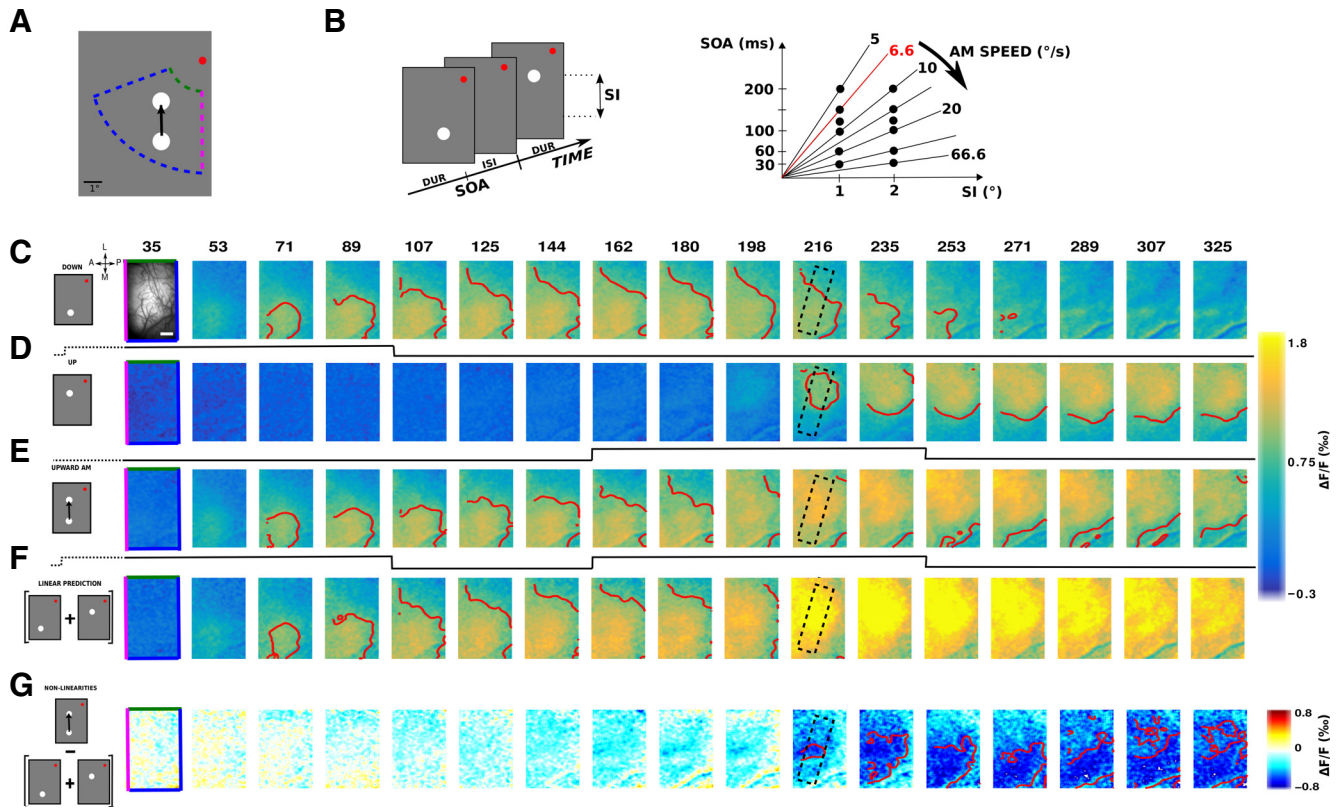 A
1°
B
SI
DUR
ISI
DUR
SOA
TIME
SOA (ms)
AM SPEED (°/s)
5
6.6
10
20
66.6
200
100
60
30
1
2
SI (°)
C
L
A P
M
DOWN
35 53 71 89 107 125 144 162 180 198 216 235 253 271 289 307 325
D
UP
E
UPWARD AM
F
LINEAR PREDICTION
+
1.8
0.75
−0.3
ΔF/F (‰)
G
NON-LINEARITIES
−
+
0.8
0
−0.8
ΔF/F (‰)